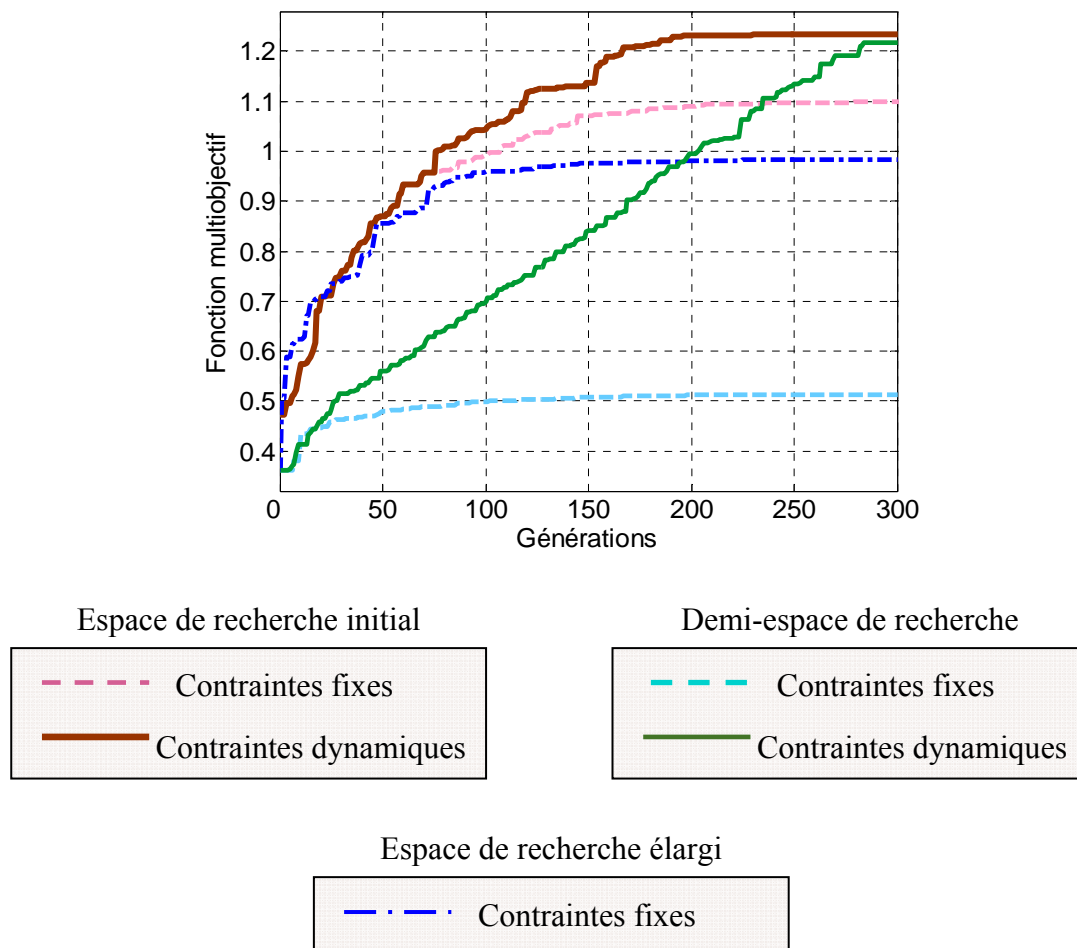 1.2
1.1
1
0.9
0.8
0.7
0.6
0.5
0.4
Fonction multiobjectif
0 50 100 150 200 250 300
Générations
Espace de recherche initial
Contraintes fixes
Contraintes dynamiques
Demi-espace de recherche
Contraintes fixes
Contraintes dynamiques
Espace de recherche élargi
Contraintes fixes